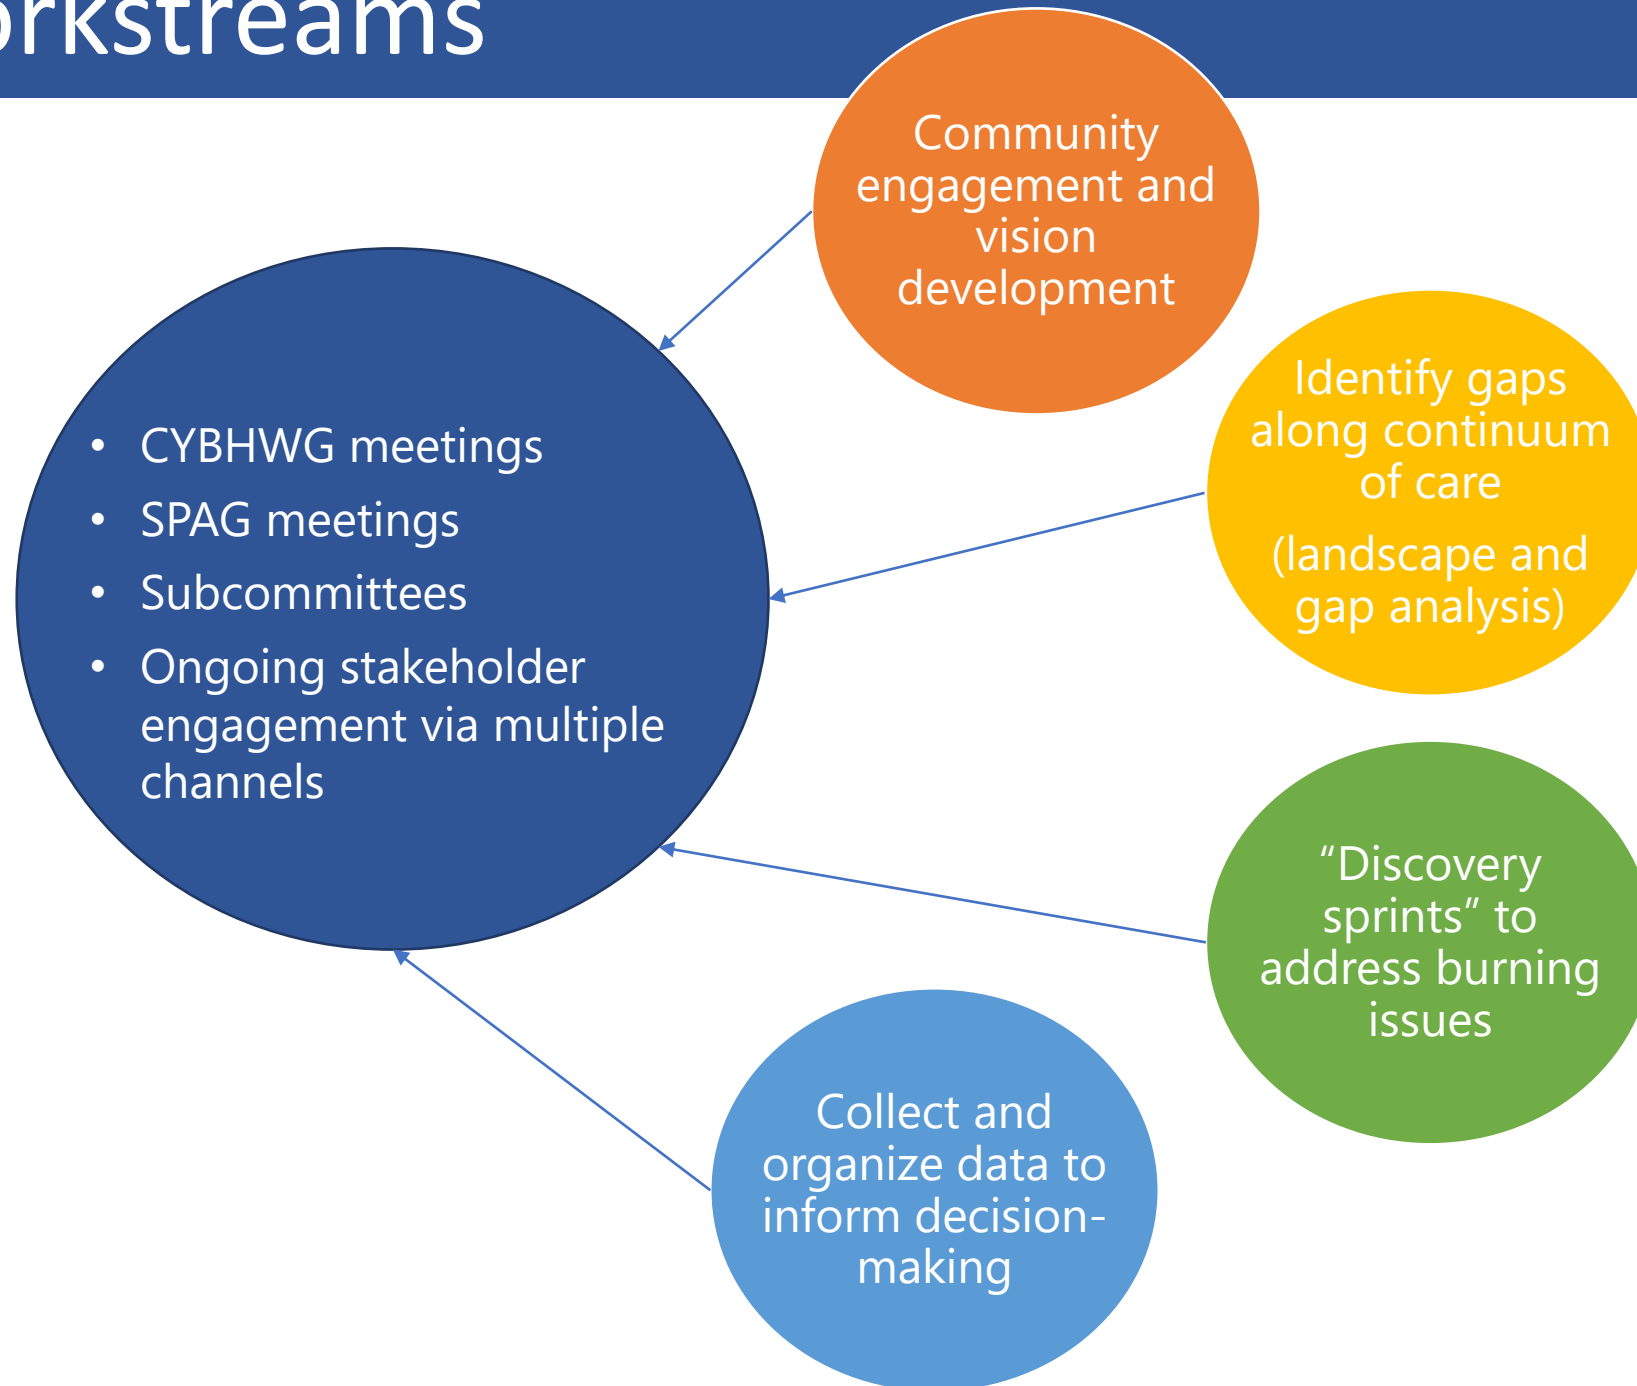 orkstreams
Community
engagement and
vision
development
• CYBHWG meetings
• SPAG meetings
• Subcommittees
• Ongoing stakeholder
engagement via multiple
channels
Identify gaps
along continuum
of care
(landscape and
gap analysis)
“Discovery
sprints” to
address burning
issues
Collect and
organize data to
inform decision-
making